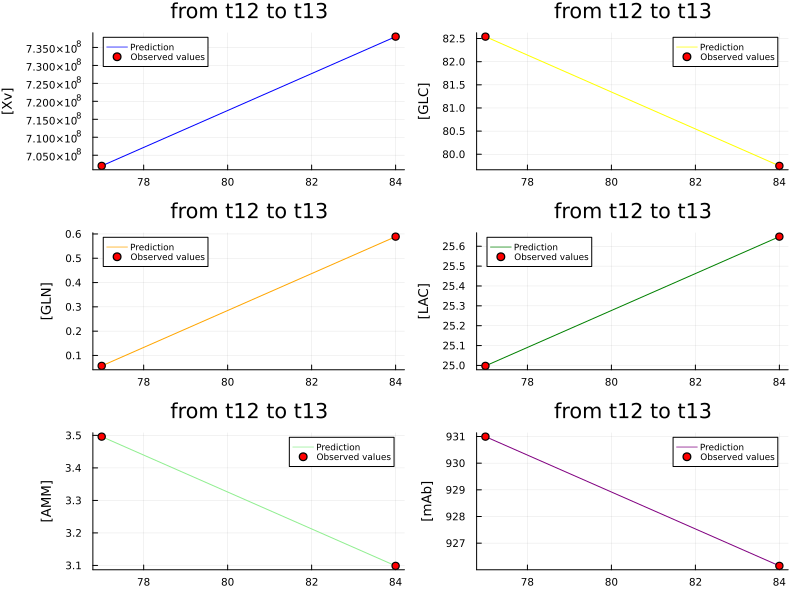 from t12 to t13
[Xv]
7.350×10⁸
7.300×10⁸
7.250×10⁸
7.200×10⁸
7.150×10⁸
7.100×10⁸
7.050×10⁸
Prediction
Observed values
78 80 82 84
from t12 to t13
[GLC]
82.5
82.0
81.5
81.0
80.5
80.0
Prediction
Observed values
78 80 82 84
from t12 to t13
[GLN]
0.6
0.5
0.4
0.3
0.2
0.1
Prediction
Observed values
78 80 82 84
from t12 to t13
[LAC]
25.6
25.5
25.4
25.3
25.2
25.1
25.0
Prediction
Observed values
78 80 82 84
from t12 to t13
[AMM]
3.5
3.4
3.3
3.2
3.1
Prediction
Observed values
78 80 82 84
from t12 to t13
[mAb]
931
930
929
928
927
Prediction
Observed values
78 80 82 84